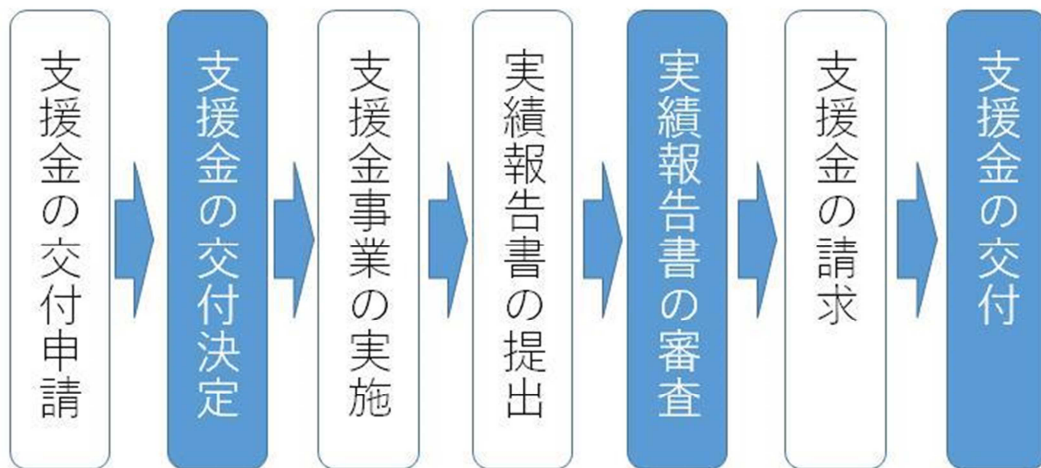 支援金の交付申請
支援金の交付決定
支援金事業の実施
実績報告書の提出
実績報告書の審査
支援金の請求
支援金の交付